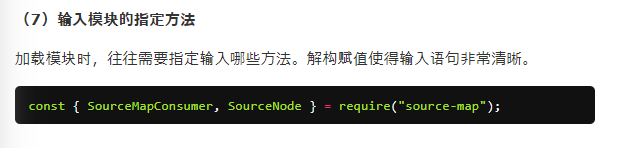 （7）输入模块的指定方法
加载模块时，往往需要指定输入哪些方法。解构赋值使得输入语句非常清晰。
const { SourceMapConsumer, SourceNode } = require("source-map");